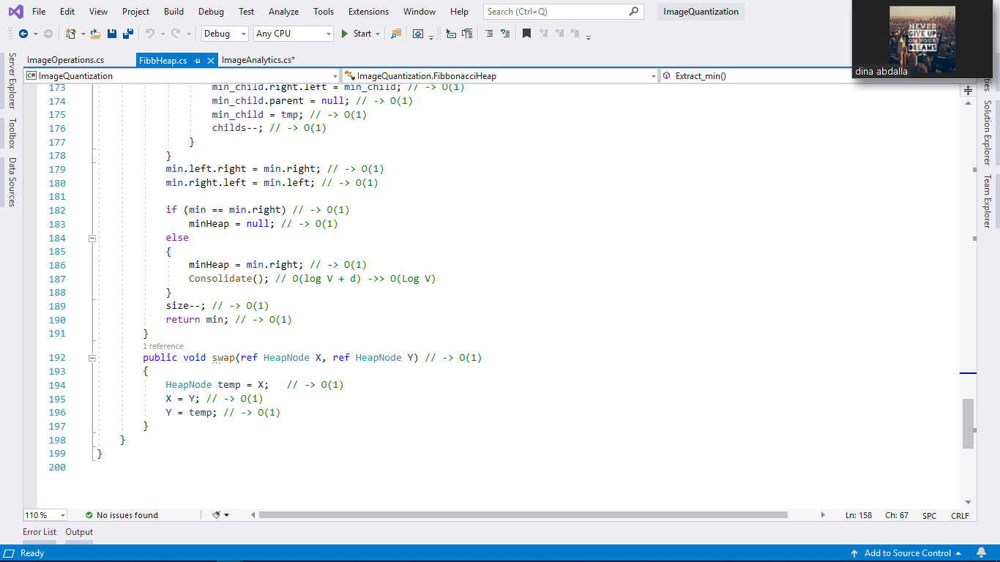 File Edit View Project Build Debug Test Analyze Tools Extensions Window Help Search (Ctrl+Q) ImageQuantization
Debug Any CPU Start
NEVER
GIVE UP
ON YOUR
DREAMS
dina abdalla
ImageOperations.cs FibbHeap.cs ImageAnalytics.cs*
C# ImageQuantization ImageQuantization.FibbonacciHeap Extract_min()
Server Explorer
Toolbox
Data Sources
Solution Explorer
Team Explorer
173 min_child.right.left = min_child; // -> O(1)
174 min_child.parent = null; // -> O(1)
175 min_child = tmp; // -> O(1)
176 childs--; // -> O(1)
177 }
178 }
179 min.left.right = min.right; // -> O(1)
180 min.right.left = min.left; // -> O(1)
181
182 if (min == min.right) // -> O(1)
183 minHeap = null; // -> O(1)
184 else
185 {
186 minHeap = min.right; // -> O(1)
187 Consolidate(); // O(log V + d) ->> O(Log V)
188 }
189 size--; // -> O(1)
190 return min; // -> O(1)
191 }
1 reference
192 public void swap(ref HeapNode X, ref HeapNode Y) // -> O(1)
193 {
194 HeapNode temp = X; // -> O(1)
195 X = Y; // -> O(1)
196 Y = temp; // -> O(1)
197 }
198 }
199 }
200
110 % No issues found Ln: 158 Ch: 67 SPC CRLF
Error List Output
Ready Add to Source Control